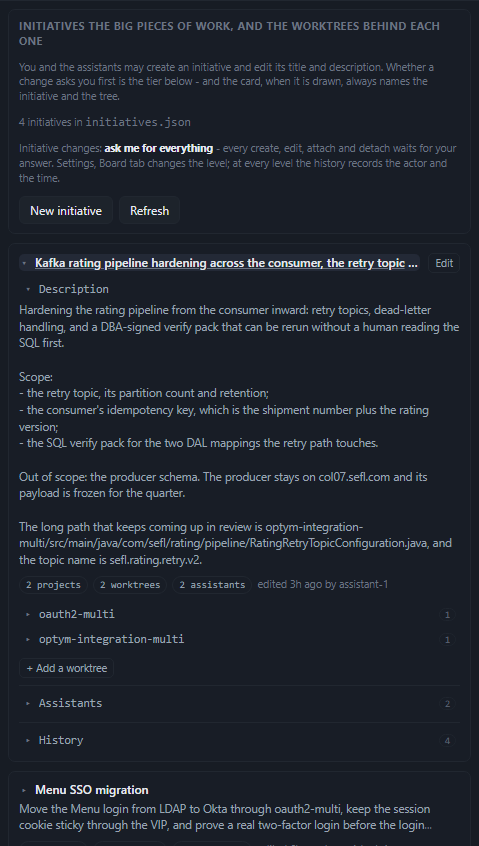 INITIATIVES THE BIG PIECES OF WORK, AND THE WORKTREES BEHIND EACH
ONE
You and the assistants may create an initiative and edit its title and description. Whether a
change asks you first is the tier below - and the card, when it is drawn, always names the
initiative and the tree.
4 initiatives in initiatives.json
Initiative changes: ask me for everything - every create, edit, attach and detach waits for your
answer. Settings, Board tab changes the level; at every level the history records the actor and
the time.
New initiative Refresh
Kafka rating pipeline hardening across the consumer, the retry topic ... Edit
Description
Hardening the rating pipeline from the consumer inward: retry topics, dead-letter
handling, and a DBA-signed verify pack that can be rerun without a human reading the
SQL first.
Scope:
- the retry topic, its partition count and retention;
- the consumer's idempotency key, which is the shipment number plus the rating
version;
- the SQL verify pack for the two DAL mappings the retry path touches.
Out of scope: the producer schema. The producer stays on col07.sefl.com and its
payload is frozen for the quarter.
The long path that keeps coming up in review is optym-integration-
multi/src/main/java/com/sefl/rating/pipeline/RatingRetryTopicConfiguration.java, and
the topic name is sefl.rating.retry.v2.
2 projects 2 worktrees 2 assistants edited 3h ago by assistant-1
oauth2-multi 1
optym-integration-multi 1
+ Add a worktree
Assistants 2
History 4
Menu SSO migration
Move the Menu login from LDAP to Okta through oauth2-multi, keep the session
cookie sticky through the VIP, and prove a real two-factor login before the login...